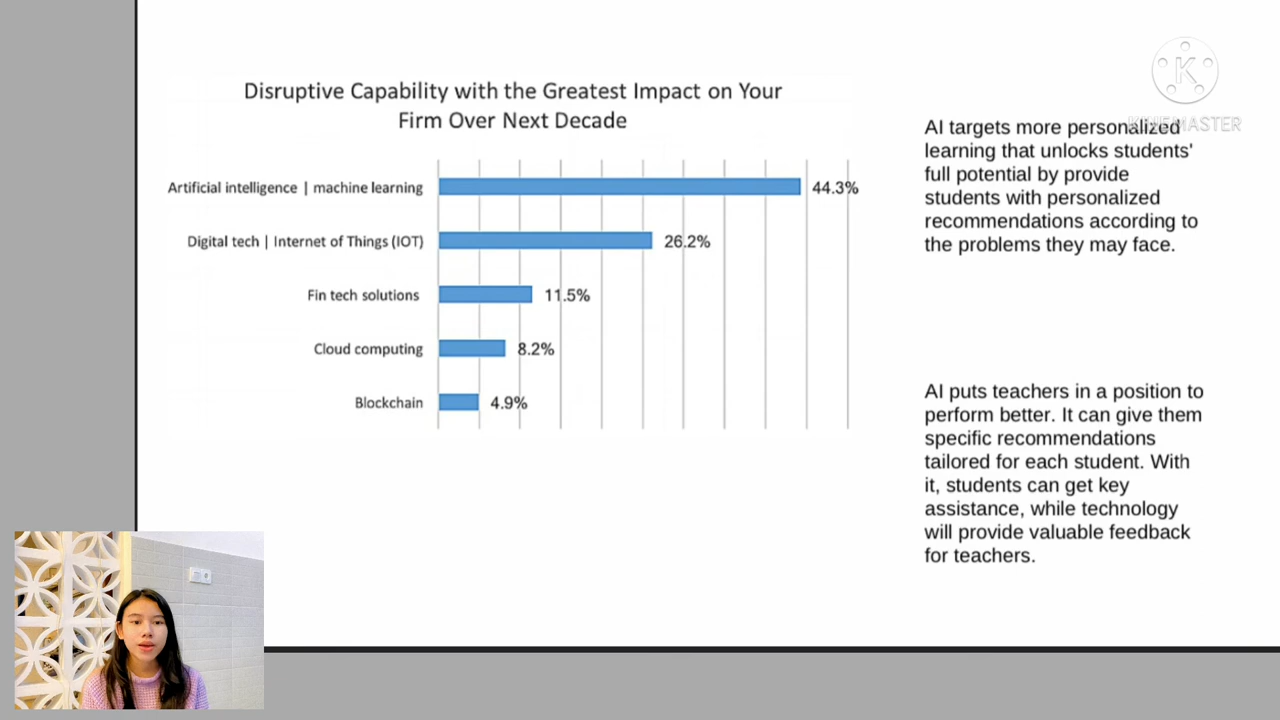 Disruptive Capability with the Greatest Impact on Your
Firm Over Next Decade
Artificial intelligence | machine learning
44.3%
Digital tech | Internet of Things (IOT)
26.2%
Fin tech solutions
11.5%
Cloud computing
8.2%
Blockchain
4.9%
K
KINEMASTER
AI targets more personalized
learning that unlocks students'
full potential by provide
students with personalized
recommendations according to
the problems they may face.
AI puts teachers in a position to
perform better. It can give them
specific recommendations
tailored for each student. With
it, students can get key
assistance, while technology
will provide valuable feedback
for teachers.